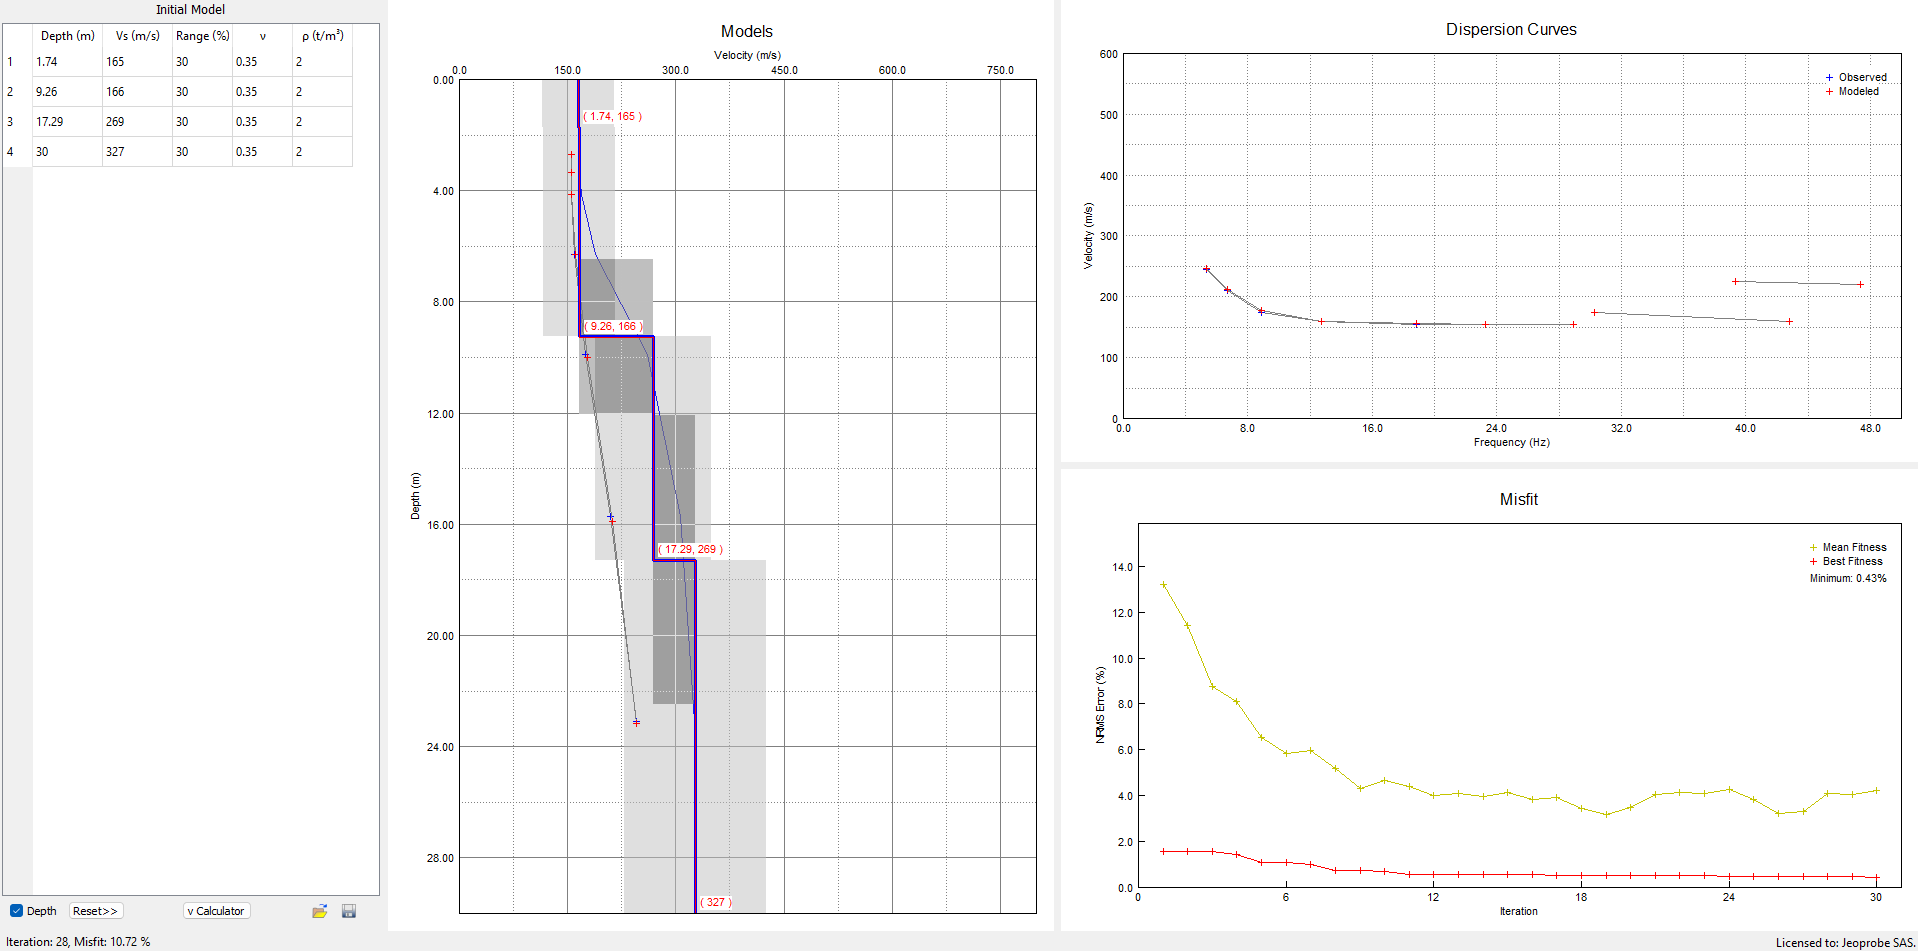 Initial Model
Depth (m) Vs (m/s) Range (%) ν ρ (t/m³)
1 1.74 165 30 0.35 2
2 9.26 166 30 0.35 2
3 17.29 269 30 0.35 2
4 30 327 30 0.35 2
Depth Reset>> ν Calculator
Iteration: 28, Misfit: 10.72 %
Models
Velocity (m/s)
0.0 150.0 300.0 450.0 600.0 750.0
0.00
( 1.74, 165 )
4.00
8.00
( 9.26, 166 )
12.00
Depth (m)
16.00
( 17.29, 269 )
20.00
24.00
28.00
( 327 )
Dispersion Curves
600
Observed
Modeled
500
400
300
Velocity (m/s)
200
100
0
0.0 8.0 16.0 24.0 32.0 40.0 48.0
Frequency (Hz)
Misfit
Mean Fitness
Best Fitness
Minimum: 0.43%
14.0
12.0
10.0
NRMS Error (%)
8.0
6.0
4.0
2.0
0.0
0 6 12 18 24 30
Iteration
Licensed to: Jeoprobe SAS.